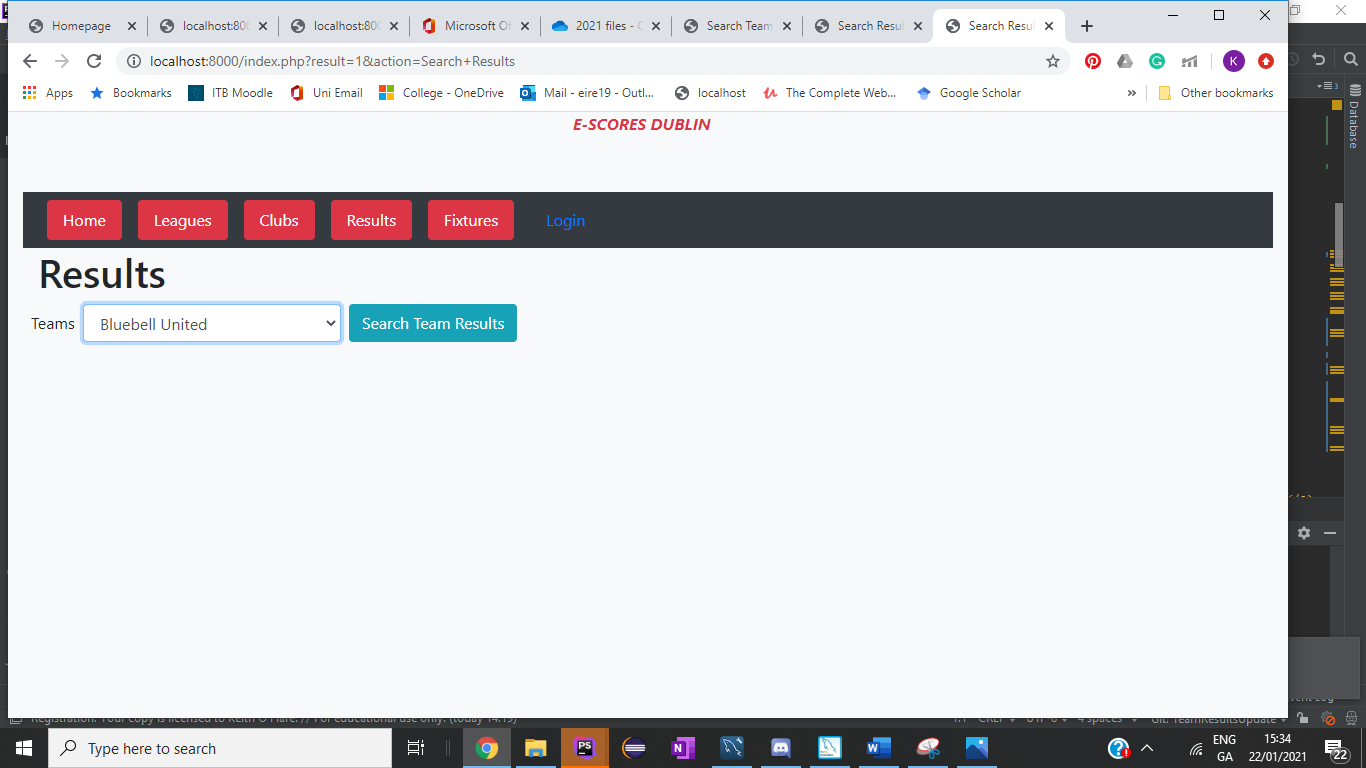 Homepage
localhost:800
localhost:800
Microsoft Of
2021 files - 
Search Team
Search Resul
Search Resul
localhost:8000/index.php?result=1&action=Search+Results
K
Apps
Bookmarks
ITB Moodle
Uni Email
College - OneDrive
Mail - eire19 - Outl...
localhost
The Complete Web...
Google Scholar
»
Other bookmarks
3
Database
E-SCORES DUBLIN
Home
Leagues
Clubs
Results
Fixtures
Login
Results
Teams
Bluebell United
Search Team Results
Registration: Your copy is licensed to Keith O'Hare. // For educational use only. (today 14:19)
1:1
CRLF
UTF-8
4 spaces
Git: TeamResultsUpdate
Event Log
Type here to search
PS
N
W
ENG
GA
15:34
22/01/2021
22